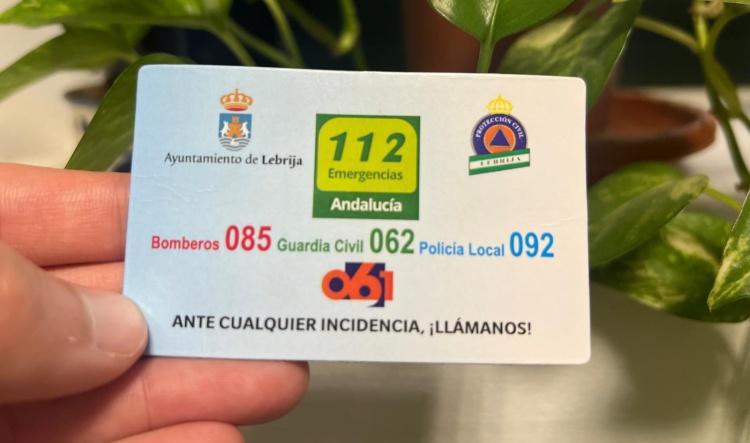 Ayuntamiento de Lebrija
112
Emergencias
Andalucía
PROTECCIÓN CIVIL
LEBRIJA
Bomberos 085 Guardia Civil 062 Policía Local 092
061
ANTE CUALQUIER INCIDENCIA, ¡LLÁMANOS!